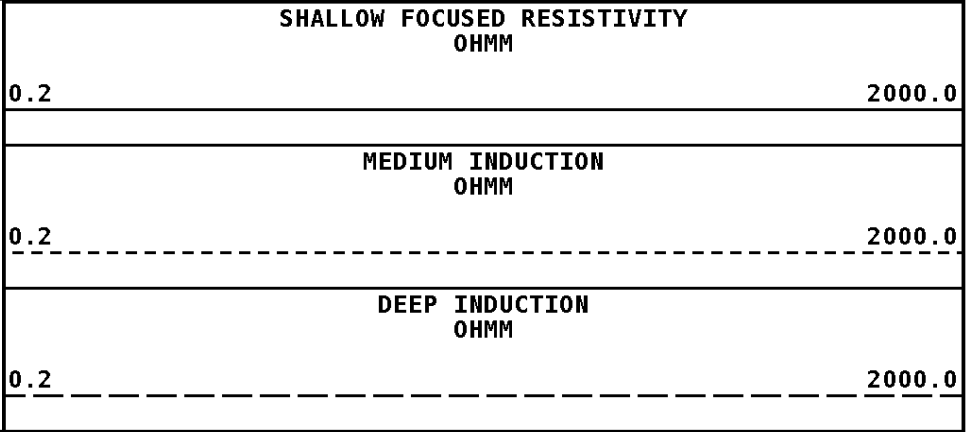 SHALLOW FOCUSED RESISTIVITY
OHMM
0.2 2000.0
MEDIUM INDUCTION
OHMM
0.2 2000.0
DEEP INDUCTION
OHMM
0.2 2000.0